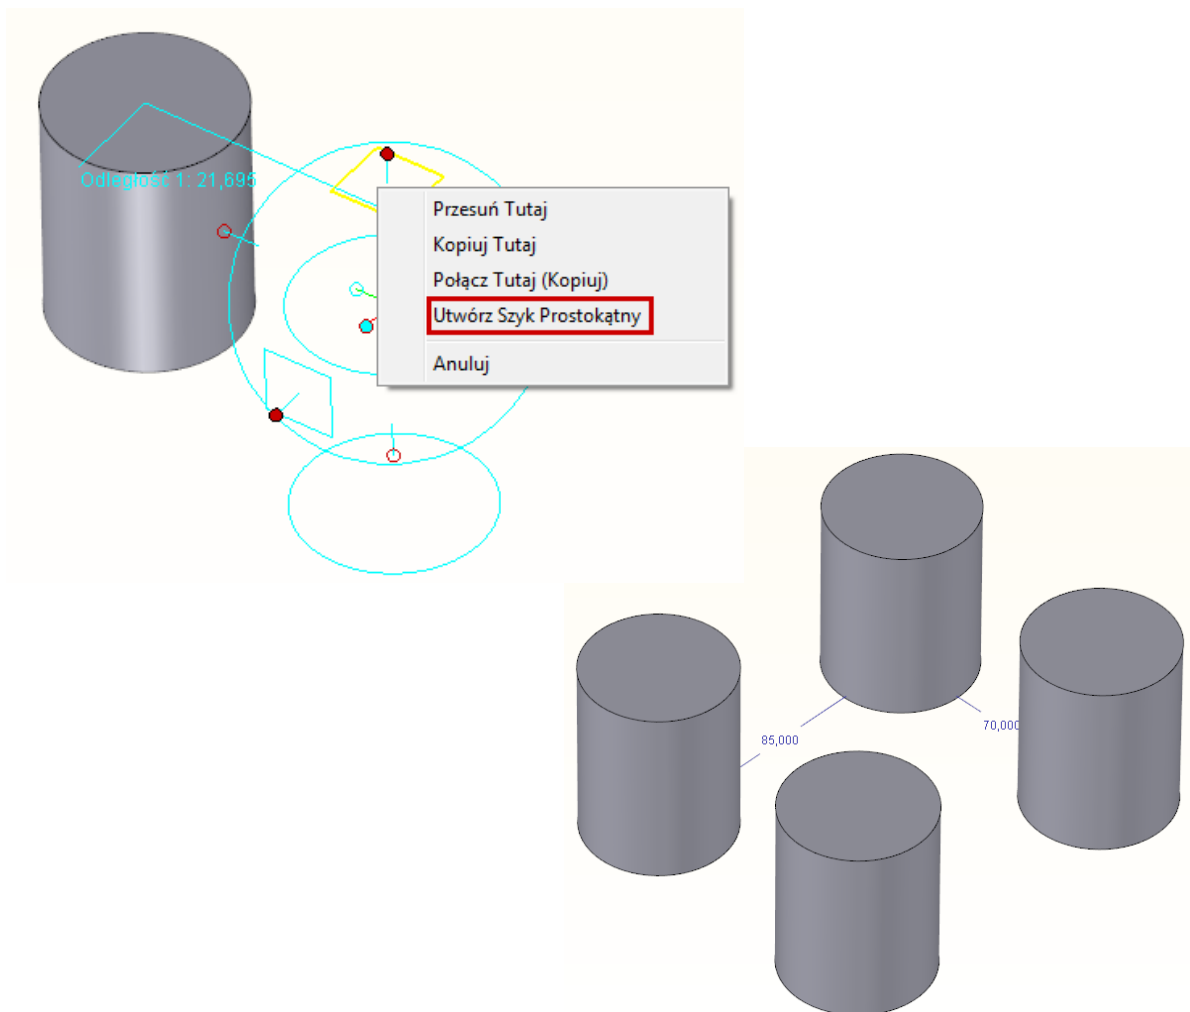 Odległość 1: 21,695
Przesuń Tutaj
Kopiuj Tutaj
Połącz Tutaj (Kopiuj)
Utwórz Szyk Prostokątny
Anuluj
70,000
85,000